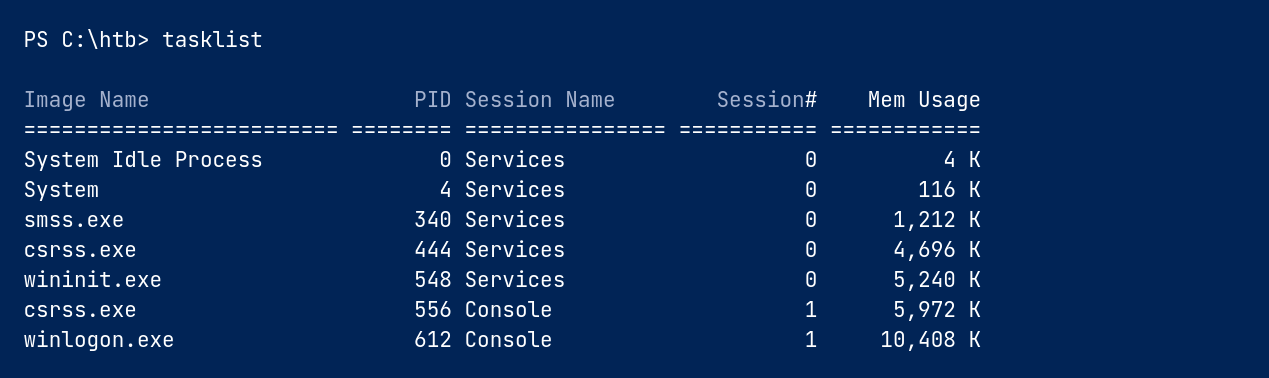 PS C:\htb> tasklist
Image Name                     PID Session Name        Session#    Mem Usage
========================= ======== ================ =========== ============
System Idle Process              0 Services                   0          4 K
System                           4 Services                   0        116 K
smss.exe                       340 Services                   0      1,212 K
csrss.exe                      444 Services                   0      4,696 K
wininit.exe                    548 Services                   0      5,240 K
csrss.exe                      556 Console                    1      5,972 K
winlogon.exe                   612 Console                    1     10,408 K